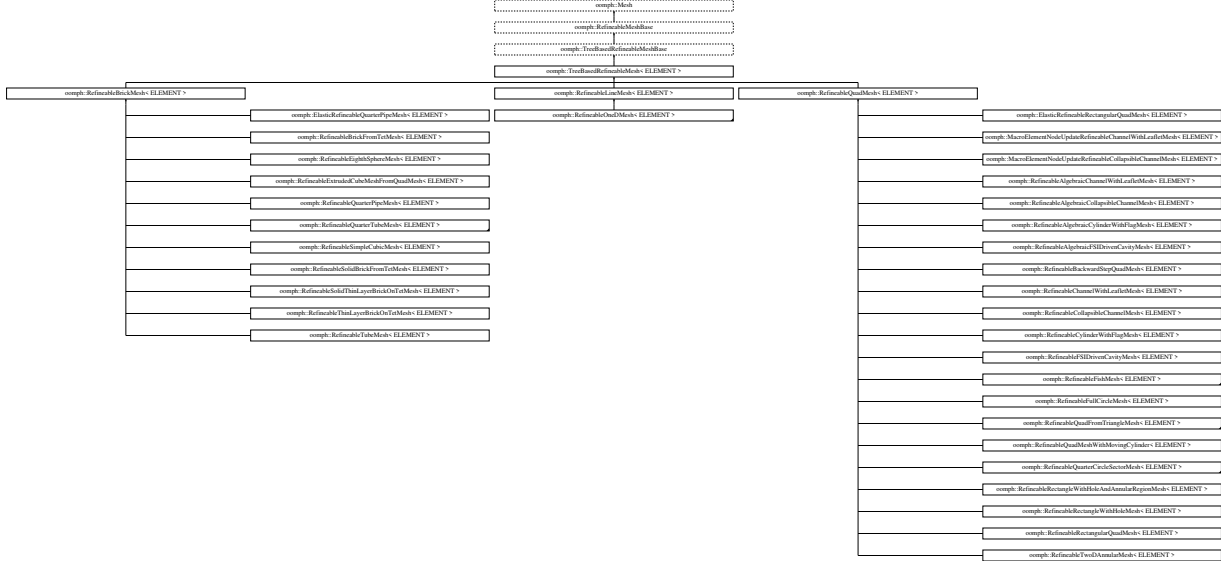 oomph::Mesh
oomph::RefineableMeshBase
oomph::TreeBasedRefineableMeshBase
oomph::TreeBasedRefineableMesh< ELEMENT >
oomph::RefineableBrickMesh< ELEMENT >
oomph::RefineableLineMesh< ELEMENT >
oomph::RefineableQuadMesh< ELEMENT >
oomph::ElasticRefineableQuarterPipeMesh< ELEMENT >
oomph::RefineableOneDMesh< ELEMENT >
oomph::ElasticRefineableRectangularQuadMesh< ELEMENT >
oomph::RefineableBrickFromTetMesh< ELEMENT >
oomph::MacroElementNodeUpdateRefineableChannelWithLeafletMesh< ELEMENT >
oomph::RefineableEighthSphereMesh< ELEMENT >
oomph::MacroElementNodeUpdateRefineableCollapsibleChannelMesh< ELEMENT >
oomph::RefineableExtrudedCubeMeshFromQuadMesh< ELEMENT >
oomph::RefineableAlgebraicChannelWithLeafletMesh< ELEMENT >
oomph::RefineableQuarterPipeMesh< ELEMENT >
oomph::RefineableAlgebraicCollapsibleChannelMesh< ELEMENT >
oomph::RefineableQuarterTubeMesh< ELEMENT >
oomph::RefineableAlgebraicCylinderWithFlagMesh< ELEMENT >
oomph::RefineableSimpleCubicMesh< ELEMENT >
oomph::RefineableAlgebraicFSIDrivenCavityMesh< ELEMENT >
oomph::RefineableSolidBrickFromTetMesh< ELEMENT >
oomph::RefineableBackwardStepQuadMesh< ELEMENT >
oomph::RefineableSolidThinLayerBrickOnTetMesh< ELEMENT >
oomph::RefineableChannelWithLeafletMesh< ELEMENT >
oomph::RefineableThinLayerBrickOnTetMesh< ELEMENT >
oomph::RefineableCollapsibleChannelMesh< ELEMENT >
oomph::RefineableTubeMesh< ELEMENT >
oomph::RefineableCylinderWithFlagMesh< ELEMENT >
oomph::RefineableFSIDrivenCavityMesh< ELEMENT >
oomph::RefineableFishMesh< ELEMENT >
oomph::RefineableFullCircleMesh< ELEMENT >
oomph::RefineableQuadFromTriangleMesh< ELEMENT >
oomph::RefineableQuadMeshWithMovingCylinder< ELEMENT >
oomph::RefineableQuarterCircleSectorMesh< ELEMENT >
oomph::RefineableRectangleWithHoleAndAnnularRegionMesh< ELEMENT >
oomph::RefineableRectangleWithHoleMesh< ELEMENT >
oomph::RefineableRectangularQuadMesh< ELEMENT >
oomph::RefineableTwoDAnnularMesh< ELEMENT >